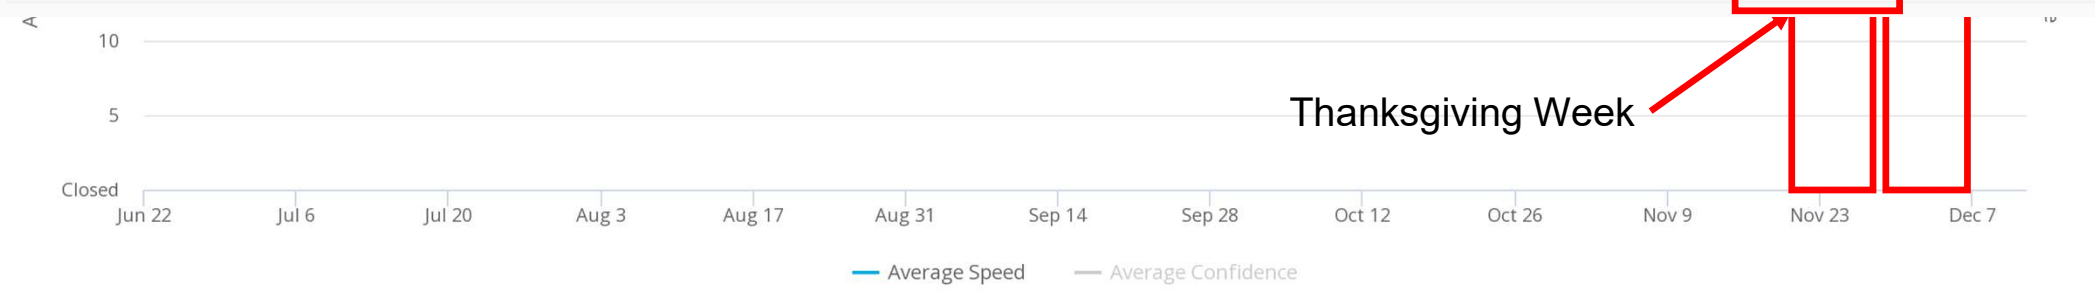 10
5
Thanksgiving Week
Closed
Jun 22 Jul 6 Jul 20 Aug 3 Aug 17 Aug 31 Sep 14 Sep 28 Oct 12 Oct 26 Nov 9 Nov 23 Dec 7
Average Speed Average Confidence